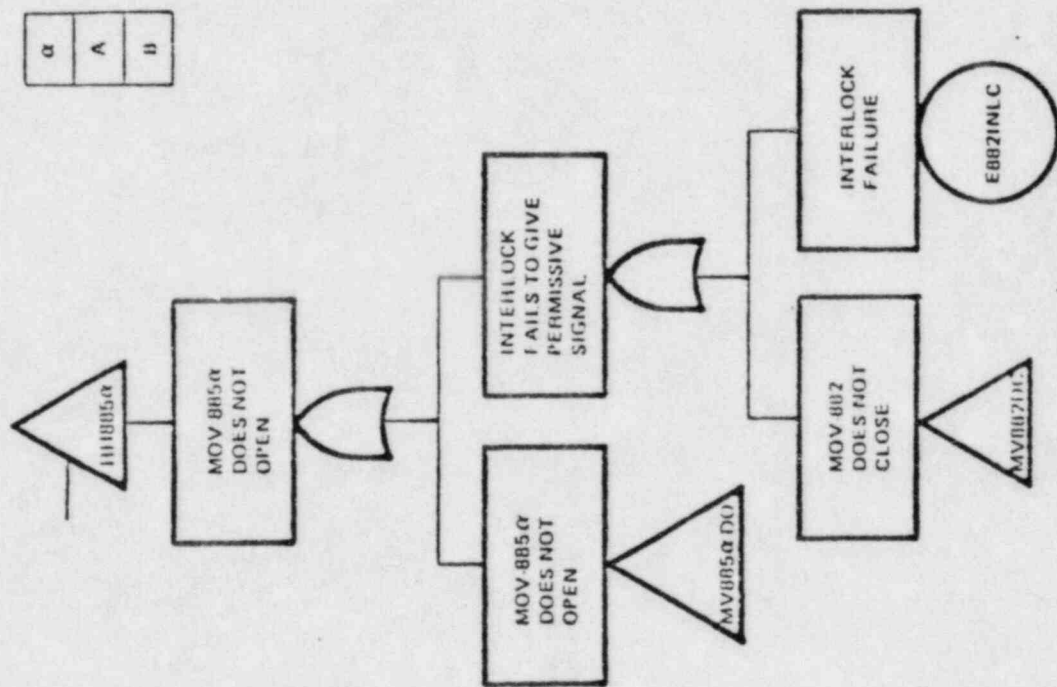 α
A
B
MOV 885α
DOES NOT
OPEN
MOV-885α
DOES NOT
OPEN
MV885α DO
INTERLOCK
FAILS TO GIVE
PERMISSIVE
SIGNAL
MOV 882
DOES NOT
CLOSE
INTERLOCK
FAILURE
E882INLC